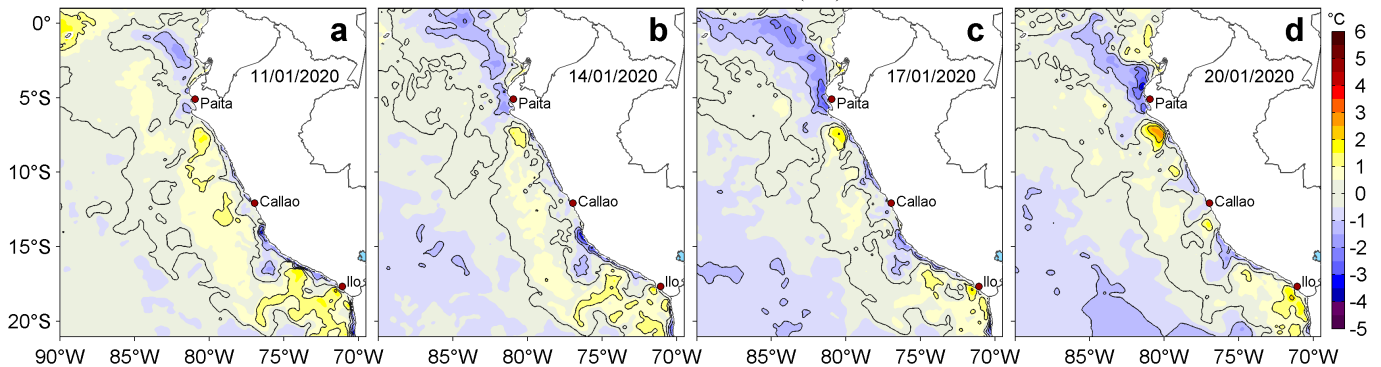 a
b
c
d
°C
11/01/2020
14/01/2020
17/01/2020
20/01/2020
0°
5°S
10°S
15°S
20°S
Paita
Callao
Ilo
Paita
Callao
Ilo
Paita
Callao
Ilo
Paita
Callao
Ilo
6
5
4
3
2
1
0
-1
-2
-3
-4
-5
90°W 85°W 80°W 75°W 70°W
85°W 80°W 75°W 70°W
85°W 80°W 75°W 70°W
85°W 80°W 75°W 70°W